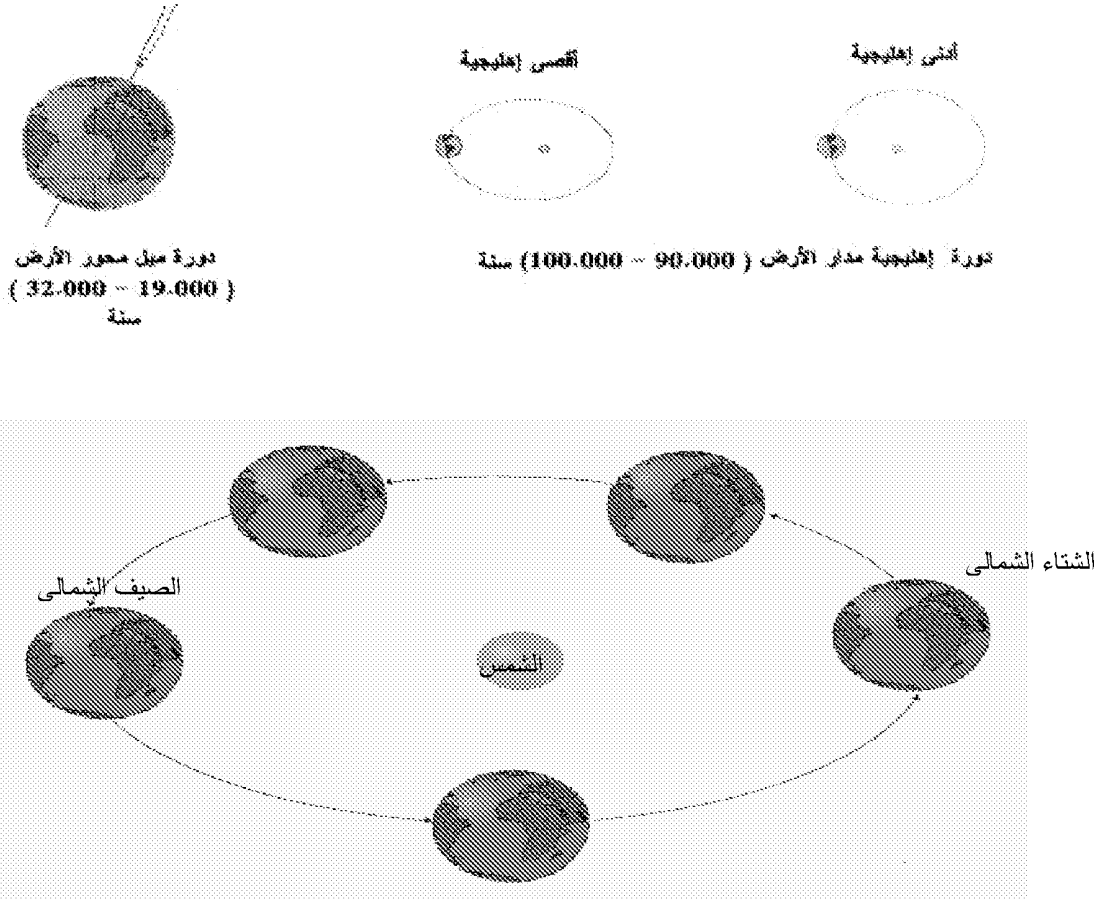 أدنى إهليجية
أقصى إهليجية
دورة إهليجية مدار الأرض ( 90.000 – 100.000) سنة
دورة ميل محور الأرض
( 19.000 – 32.000 )
سنة
الشتاء الشمالى
الصيف الشمالى
الشمس